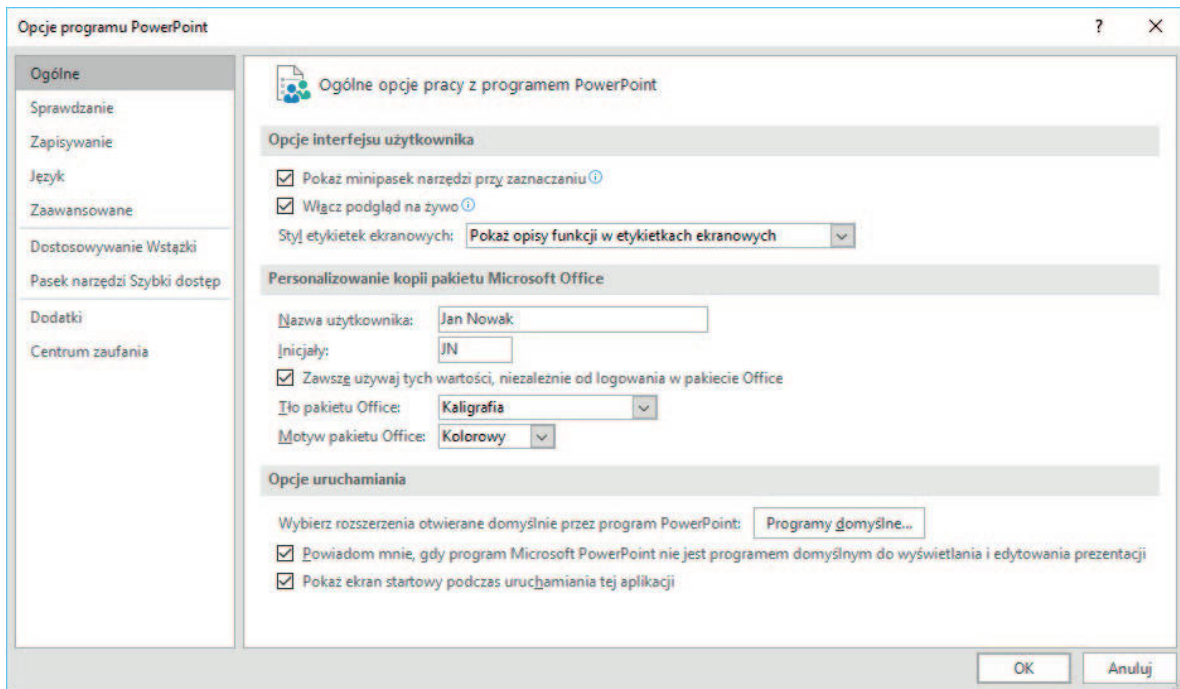 Opcje programu PowerPoint
Ogólne
Sprawdzanie
Zapisywanie
Język
Zaawansowane
Dostosowywanie Wstążki
Pasek narzędzi Szybki dostęp
Dodatki
Centrum zaufania
Ogólne opcje pracy z programem PowerPoint
Opcje interfejsu użytkownika
Pokaż minipasek narzędzi przy zaznaczaniu
Włącz podgląd na żywo
Styl etykietek ekranowych: Pokaż opisy funkcji w etykietkach ekranowych
Personalizowanie kopii pakietu Microsoft Office
Nazwa użytkownika: Jan Nowak
Inicjały: JN
Zawsze używaj tych wartości, niezależnie od logowania w pakiecie Office
Tło pakietu Office: Kaligrafia
Motyw pakietu Office: Kolorowy
Opcje uruchamiania
Wybierz rozszerzenia otwierane domyślnie przez program PowerPoint: Programy domyślne...
Powiadom mnie, gdy program Microsoft PowerPoint nie jest programem domyślnym do wyświetlania i edytowania prezentacji
Pokaż ekran startowy podczas uruchamiania tej aplikacji
OK Anuluj